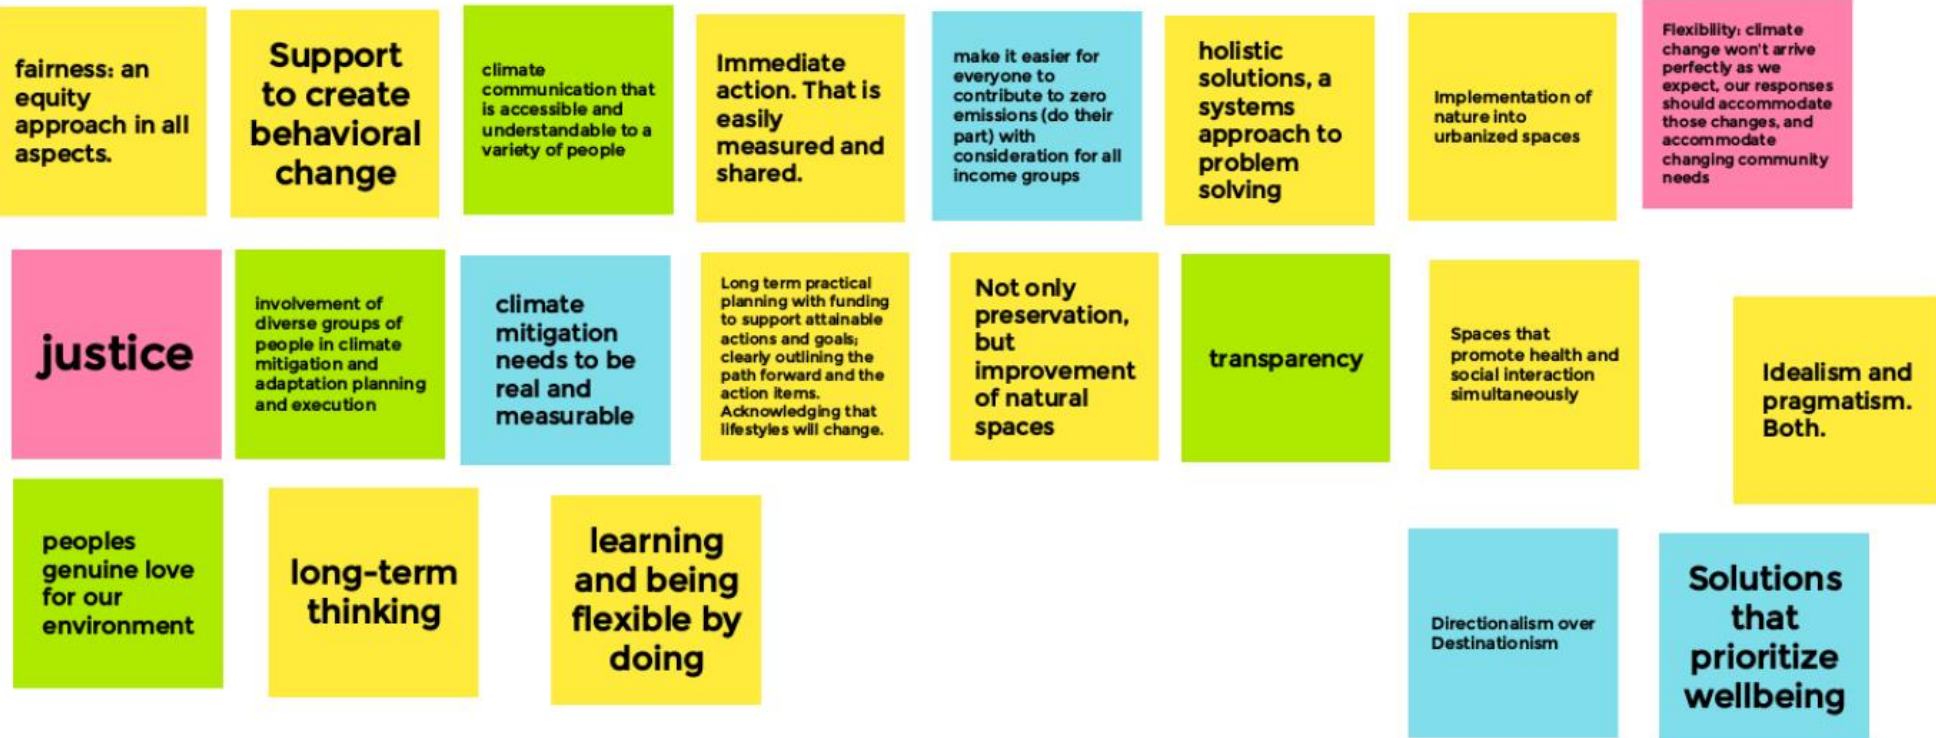 fairness: an
equity
approach in all
aspects.
Support
to create
behavioral
change
climate
communication that
is accessible and
understandable to a
variety of people
Immediate
action. That is
easily
measured and
shared.
make it easier for
everyone to
contribute to zero
emissions (do their
part) with
consideration for all
income groups
holistic
solutions, a
systems
approach to
problem
solving
Implementation of
nature into
urbanized spaces
Flexibility: climate
change won't arrive
perfectly as we
expect, our responses
should accommodate
those changes, and
accommodate
changing community
needs
justice
involvement of
diverse groups of
people in climate
mitigation and
adaptation planning
and execution
climate
mitigation
needs to be
real and
measurable
Long term practical
planning with funding
to support attainable
actions and goals;
clearly outlining the
path forward and the
action items.
Acknowledging that
lifestyles will change.
Not only
preservation,
but
improvement
of natural
spaces
transparency
Spaces that
promote health and
social interaction
simultaneously
Idealism and
pragmatism.
Both.
peoples
genuine love
for our
environment
long-term
thinking
learning
and being
flexible by
doing
Directionalism over
Destinationism
Solutions
that
prioritize
wellbeing